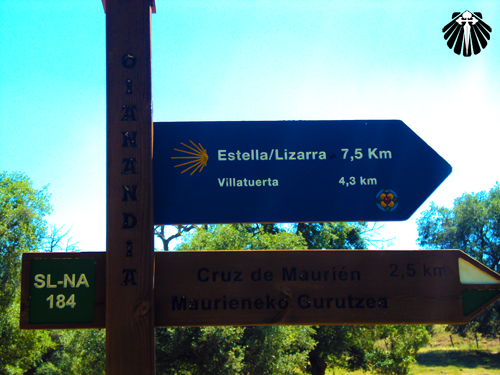 OIANANDIA
Estella/Lizarra 7,5 Km
Villatuerta 4,3 km
SL-NA
184
Cruz de Maurién 2,5 km
Maurieneko Gurutzea